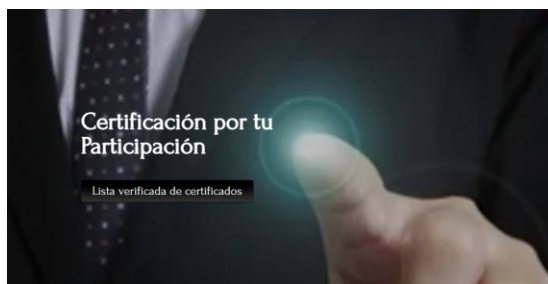 Certificación por tu
Participación
Lista verificada de certificados